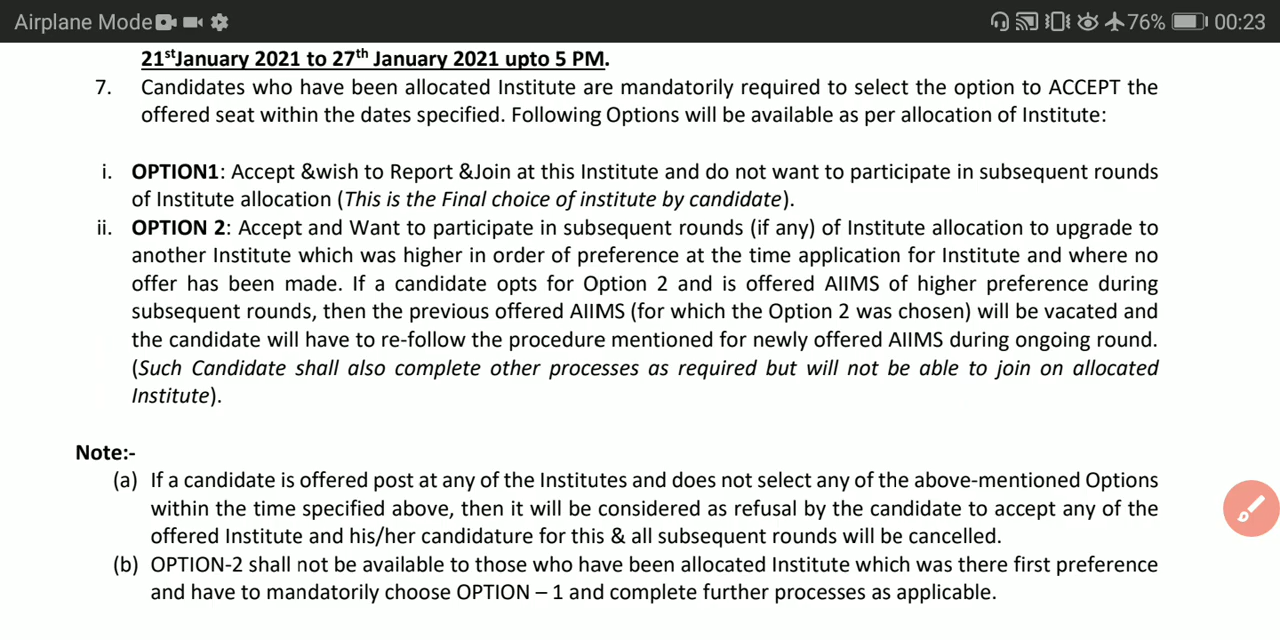 Airplane Mode 76% 00:23
21stJanuary 2021 to 27th January 2021 upto 5 PM.
7. Candidates who have been allocated Institute are mandatorily required to select the option to ACCEPT the
offered seat within the dates specified. Following Options will be available as per allocation of Institute:
i. OPTION1: Accept &wish to Report &Join at this Institute and do not want to participate in subsequent rounds
of Institute allocation (This is the Final choice of institute by candidate).
ii. OPTION 2: Accept and Want to participate in subsequent rounds (if any) of Institute allocation to upgrade to
another Institute which was higher in order of preference at the time application for Institute and where no
offer has been made. If a candidate opts for Option 2 and is offered AIIMS of higher preference during
subsequent rounds, then the previous offered AIIMS (for which the Option 2 was chosen) will be vacated and
the candidate will have to re-follow the procedure mentioned for newly offered AIIMS during ongoing round.
(Such Candidate shall also complete other processes as required but will not be able to join on allocated
Institute).
Note:-
(a) If a candidate is offered post at any of the Institutes and does not select any of the above-mentioned Options
within the time specified above, then it will be considered as refusal by the candidate to accept any of the
offered Institute and his/her candidature for this & all subsequent rounds will be cancelled.
(b) OPTION-2 shall not be available to those who have been allocated Institute which was there first preference
and have to mandatorily choose OPTION – 1 and complete further processes as applicable.